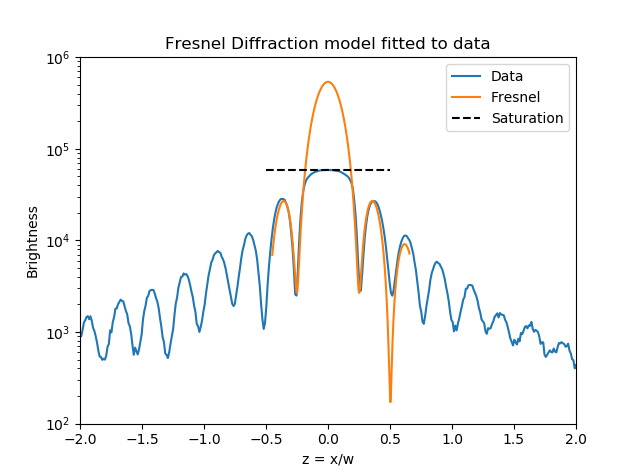 Fresnel Diffraction model fitted to data
Data
Fresnel
Saturation
Brightness
10^6
10^5
10^4
10^3
10^2
−2.0 −1.5 −1.0 −0.5 0.0 0.5 1.0 1.5 2.0
z = x/w